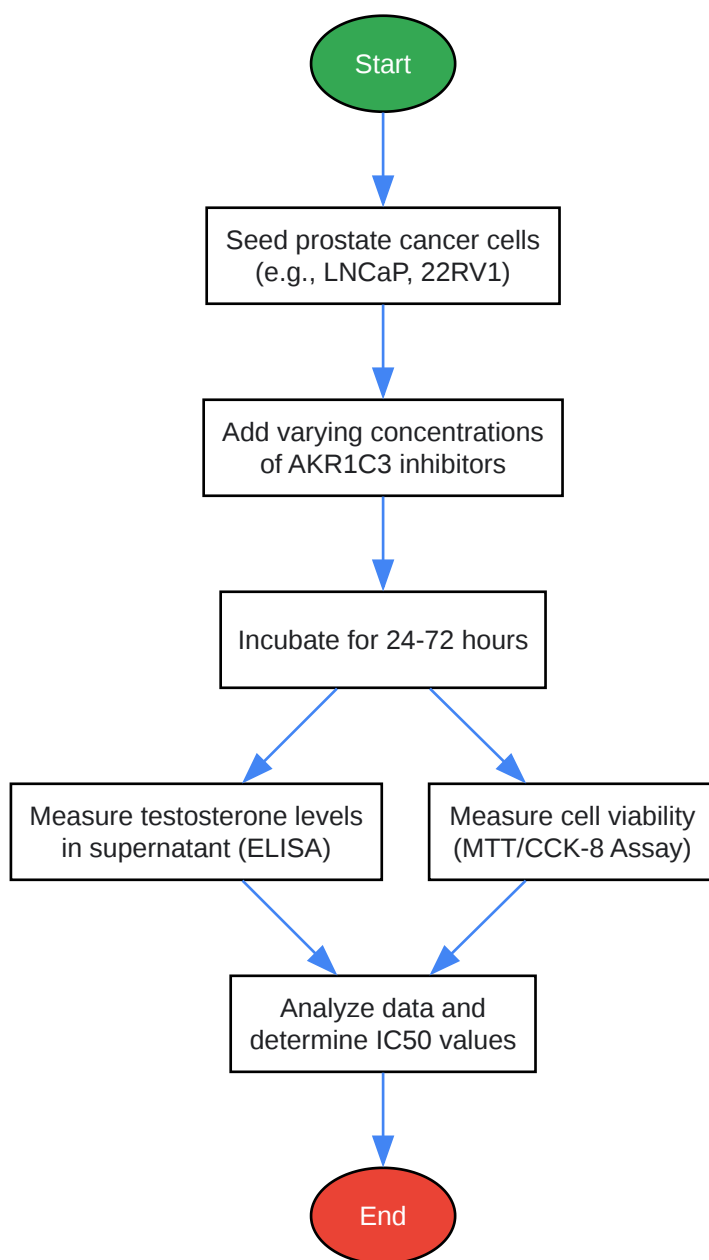 Start
Seed prostate cancer cells
(e.g., LNCaP, 22RV1)
Add varying concentrations
of AKR1C3 inhibitors
Incubate for 24-72 hours
Measure testosterone levels
in supernatant (ELISA)
Measure cell viability
(MTT/CCK-8 Assay)
Analyze data and
determine IC50 values
End